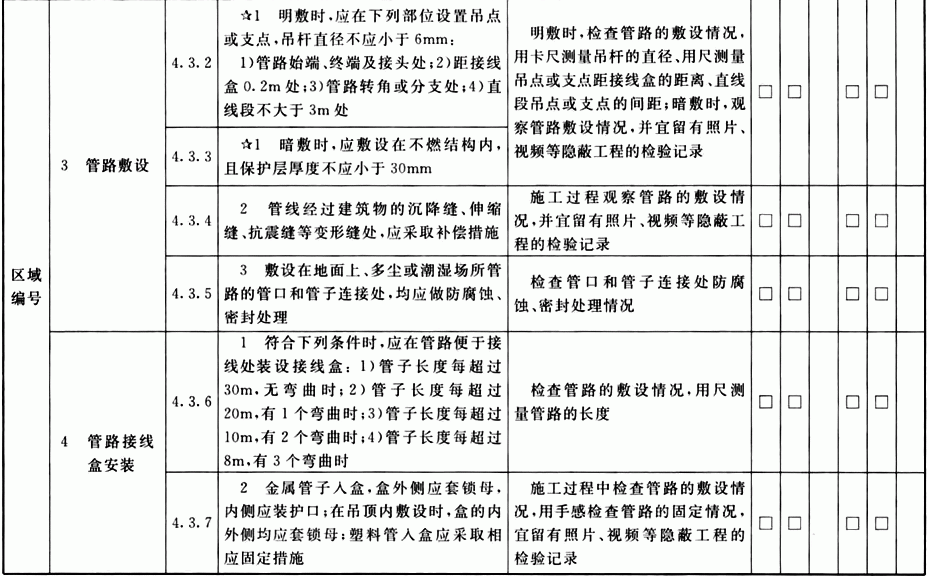 区域
编号
3 管路敷设
4.3.2
☆1 明敷时,应在下列部位设置吊点
或支点,吊杆直径不应小于6mm:
1)管路始端、终端及接头处;2)距接线
盒0.2m处;3)管路转角或分支处;4)直
线段不大于3m处
明敷时,检查管路的敷设情况,
用卡尺测量吊杆的直径、用尺测量
吊点或支点距接线盒的距离、直线
段吊点或支点的间距;暗敷时,观
察管路敷设情况,并宜留有照片、
视频等隐蔽工程的检验记录
□ □ □ □
4.3.3
☆1 暗敷时,应敷设在不燃结构内,
且保护层厚度不应小于30mm
4.3.4
2 管线经过建筑物的沉降缝、伸缩
缝、抗震缝等变形缝处,应采取补偿措施
施工过程观察管路的敷设情
况,并宜留有照片、视频等隐蔽工
程的检验记录
□ □ □ □
4.3.5
3 敷设在地面上、多尘或潮湿场所管
路的管口和管子连接处,均应做防腐蚀、
密封处理
检查管口和管子连接处防腐
蚀、密封处理情况
□ □ □ □
4 管路接线
盒安装
4.3.6
1 符合下列条件时,应在管路便于接
线处装设接线盒:1)管子长度每超过
30m,无弯曲时;2)管子长度每超过
20m,有1个弯曲时;3)管子长度每超过
10m,有2个弯曲时;4)管子长度每超过
8m,有3个弯曲时
检查管路的敷设情况,用尺测
量管路的长度
□ □ □ □
4.3.7
2 金属管子入盒,盒外侧应套锁母,
内侧应装护口;在吊顶内敷设时,盒的内
外侧均应套锁母;塑料管入盒应采取相
应固定措施
施工过程中检查管路的敷设情
况,用手感检查管路的固定情况,
宜留有照片、视频等隐蔽工程的
检验记录
□ □ □ □